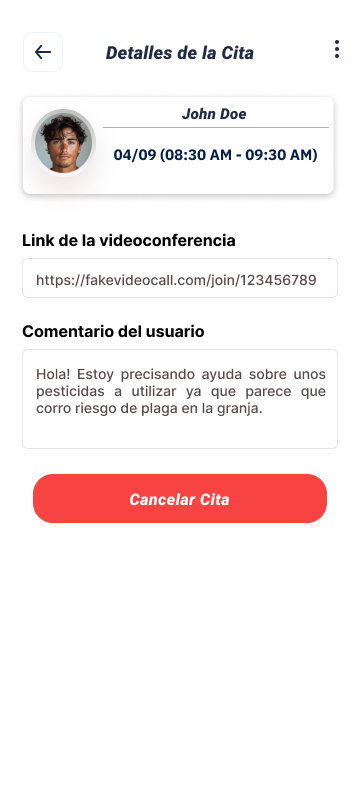 Detalles de la Cita
John Doe
04/09 (08:30 AM - 09:30 AM)
Link de la videoconferencia
https://fakevideocall.com/join/123456789
Comentario del usuario
Hola! Estoy precisando ayuda sobre unos
pesticidas a utilizar ya que parece que
corro riesgo de plaga en la granja.
Cancelar Cita